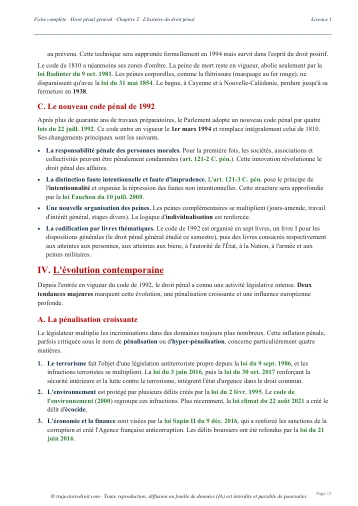 Fiche complète · Droit pénal général · Chapitre 2 · L'histoire du droit pénal
Licence 1
au prévenu. Cette technique sera supprimée formellement en 1994 mais survit dans l'esprit du droit positif.
Le code de 1810 a néanmoins ses zones d'ombre. La peine de mort reste en vigueur, abolie seulement par la
loi Badinter du 9 oct. 1981. Les peines corporelles, comme la flétrissure (marquage au fer rouge), ne
disparaissent qu'avec la loi du 31 mai 1854. Le bagne, à Cayenne et à Nouvelle-Calédonie, perdure jusqu'à sa
fermeture en 1938.
C. Le nouveau code pénal de 1992
Après plus de quarante ans de travaux préparatoires, le Parlement adopte un nouveau code pénal par quatre
lois du 22 juill. 1992. Ce code entre en vigueur le 1er mars 1994 et remplace intégralement celui de 1810.
Ses changements principaux sont les suivants.
• La responsabilité pénale des personnes morales. Pour la première fois, les sociétés, associations et
collectivités peuvent être pénalement condamnées (art. 121-2 C. pén.). Cette innovation révolutionne le
droit pénal des affaires.
• La distinction faute intentionnelle et faute d'imprudence. L'art. 121-3 C. pén. pose le principe de
l'intentionnalité et organise la répression des fautes non intentionnelles. Cette structure sera approfondie
par la loi Fauchon du 10 juill. 2000.
• Une nouvelle organisation des peines. Les peines complémentaires se multiplient (jours-amende, travail
d'intérêt général, stages divers). La logique d'individualisation est renforcée.
• La codification par livres thématiques. Le code de 1992 est organisé en sept livres, un livre I pour les
dispositions générales (le droit pénal général étudié ce semestre), puis des livres consacrés respectivement
aux atteintes aux personnes, aux atteintes aux biens, à l'autorité de l'État, à la Nation, à l'armée et aux
peines militaires.
IV. L'évolution contemporaine
Depuis l'entrée en vigueur du code de 1992, le droit pénal a connu une activité législative intense. Deux
tendances majeures marquent cette évolution, une pénalisation croissante et une influence européenne
profonde.
A. La pénalisation croissante
Le législateur multiplie les incriminations dans des domaines toujours plus nombreux. Cette inflation pénale,
parfois critiquée sous le nom de pénalisation ou d'hyper-pénalisation, concerne particulièrement quatre
matières.
1. Le terrorisme fait l'objet d'une législation antiterroriste propre depuis la loi du 9 sept. 1986, et les
infractions terroristes se multiplient. La loi du 3 juin 2016, puis la loi du 30 oct. 2017 renforçant la
sécurité intérieure et la lutte contre le terrorisme, intègrent l'état d'urgence dans le droit commun.
2. L'environnement est protégé par plusieurs délits créés par la loi du 2 févr. 1995. Le code de
l'environnement (2000) regroupe ces infractions. Plus récemment, la loi climat du 22 août 2021 a créé le
délit d'écocide.
3. L'économie et la finance sont visées par la loi Sapin II du 9 déc. 2016, qui a renforcé les sanctions de la
corruption et créé l'Agence française anticorruption. Les délits boursiers ont été refondus par la loi du 21
juin 2016.
© trajectoiredroit.com · Toute reproduction, diffusion ou fouille de données (IA) est interdite et passible de poursuites